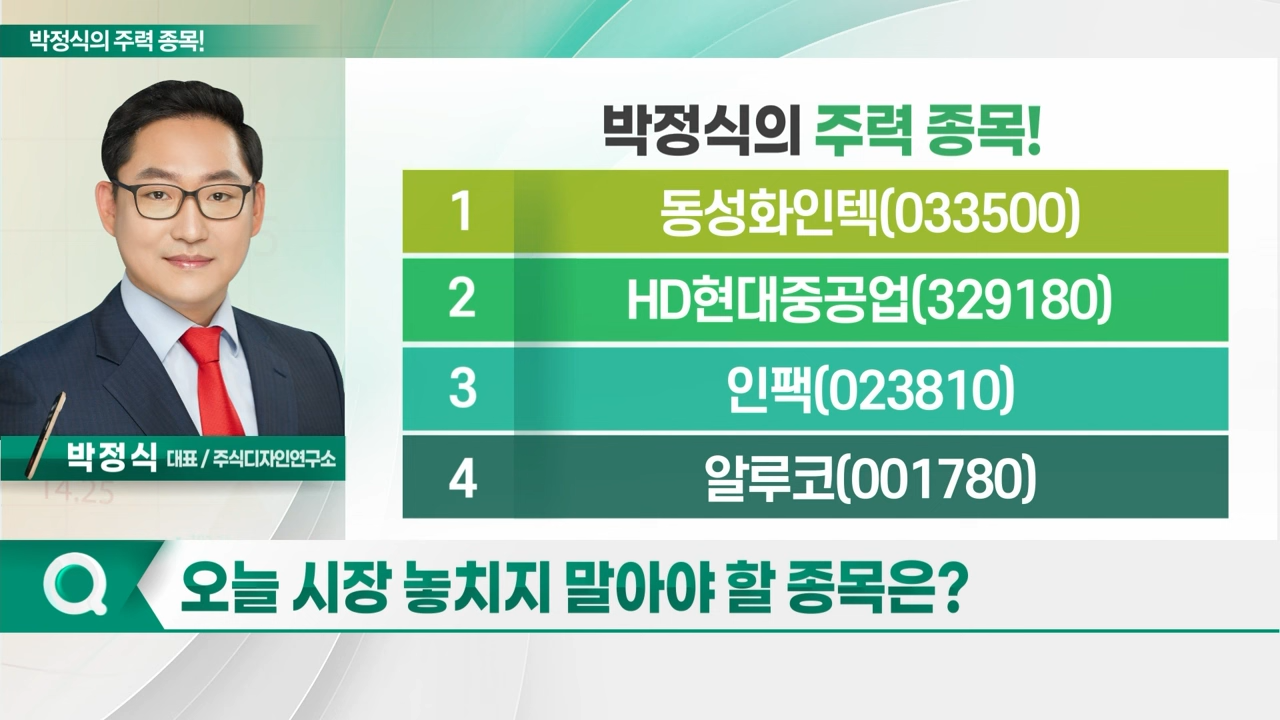 박정식의 주력 종목!
박정식의 주력 종목!
1 동성화인텍(033500)
2 HD현대중공업(329180)
3 인팩(023810)
4 알루코(001780)
박정식 대표 / 주식디자인연구소
14.25
Q 오늘 시장 놓치지 말아야 할 종목은?